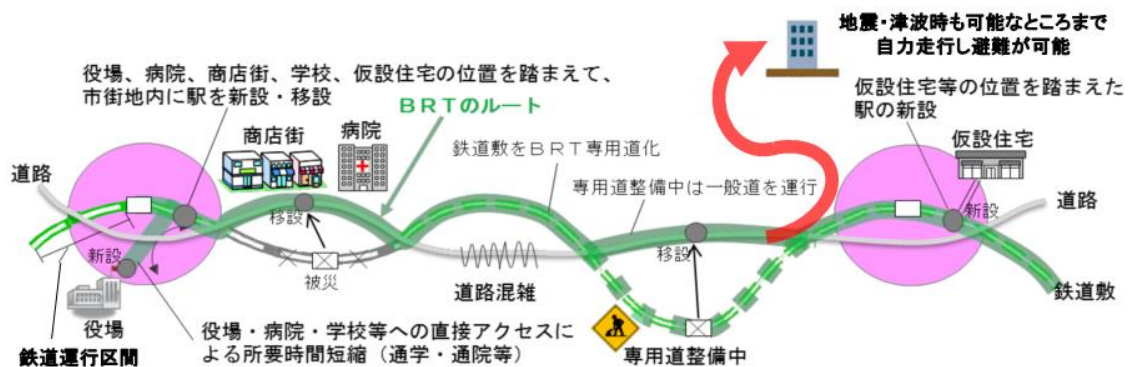 地震・津波時も可能なところまで
自力走行し避難が可能
役場、病院、商店街、学校、仮設住宅の位置を踏まえて、
市街地内に駅を新設・移設
BRTのルート
仮設住宅等の位置を踏まえた
駅の新設
商店街
病院
仮設住宅
鉄道敷をBRT専用道化
道路
専用道整備中は一般道を運行
道路
移設
新設
新設
移設
被災
道路混雑
鉄道敷
役場
役場・病院・学校等への直接アクセスに
よる所要時間短縮（通学・通院等）
専用道整備中
鉄道運行区間